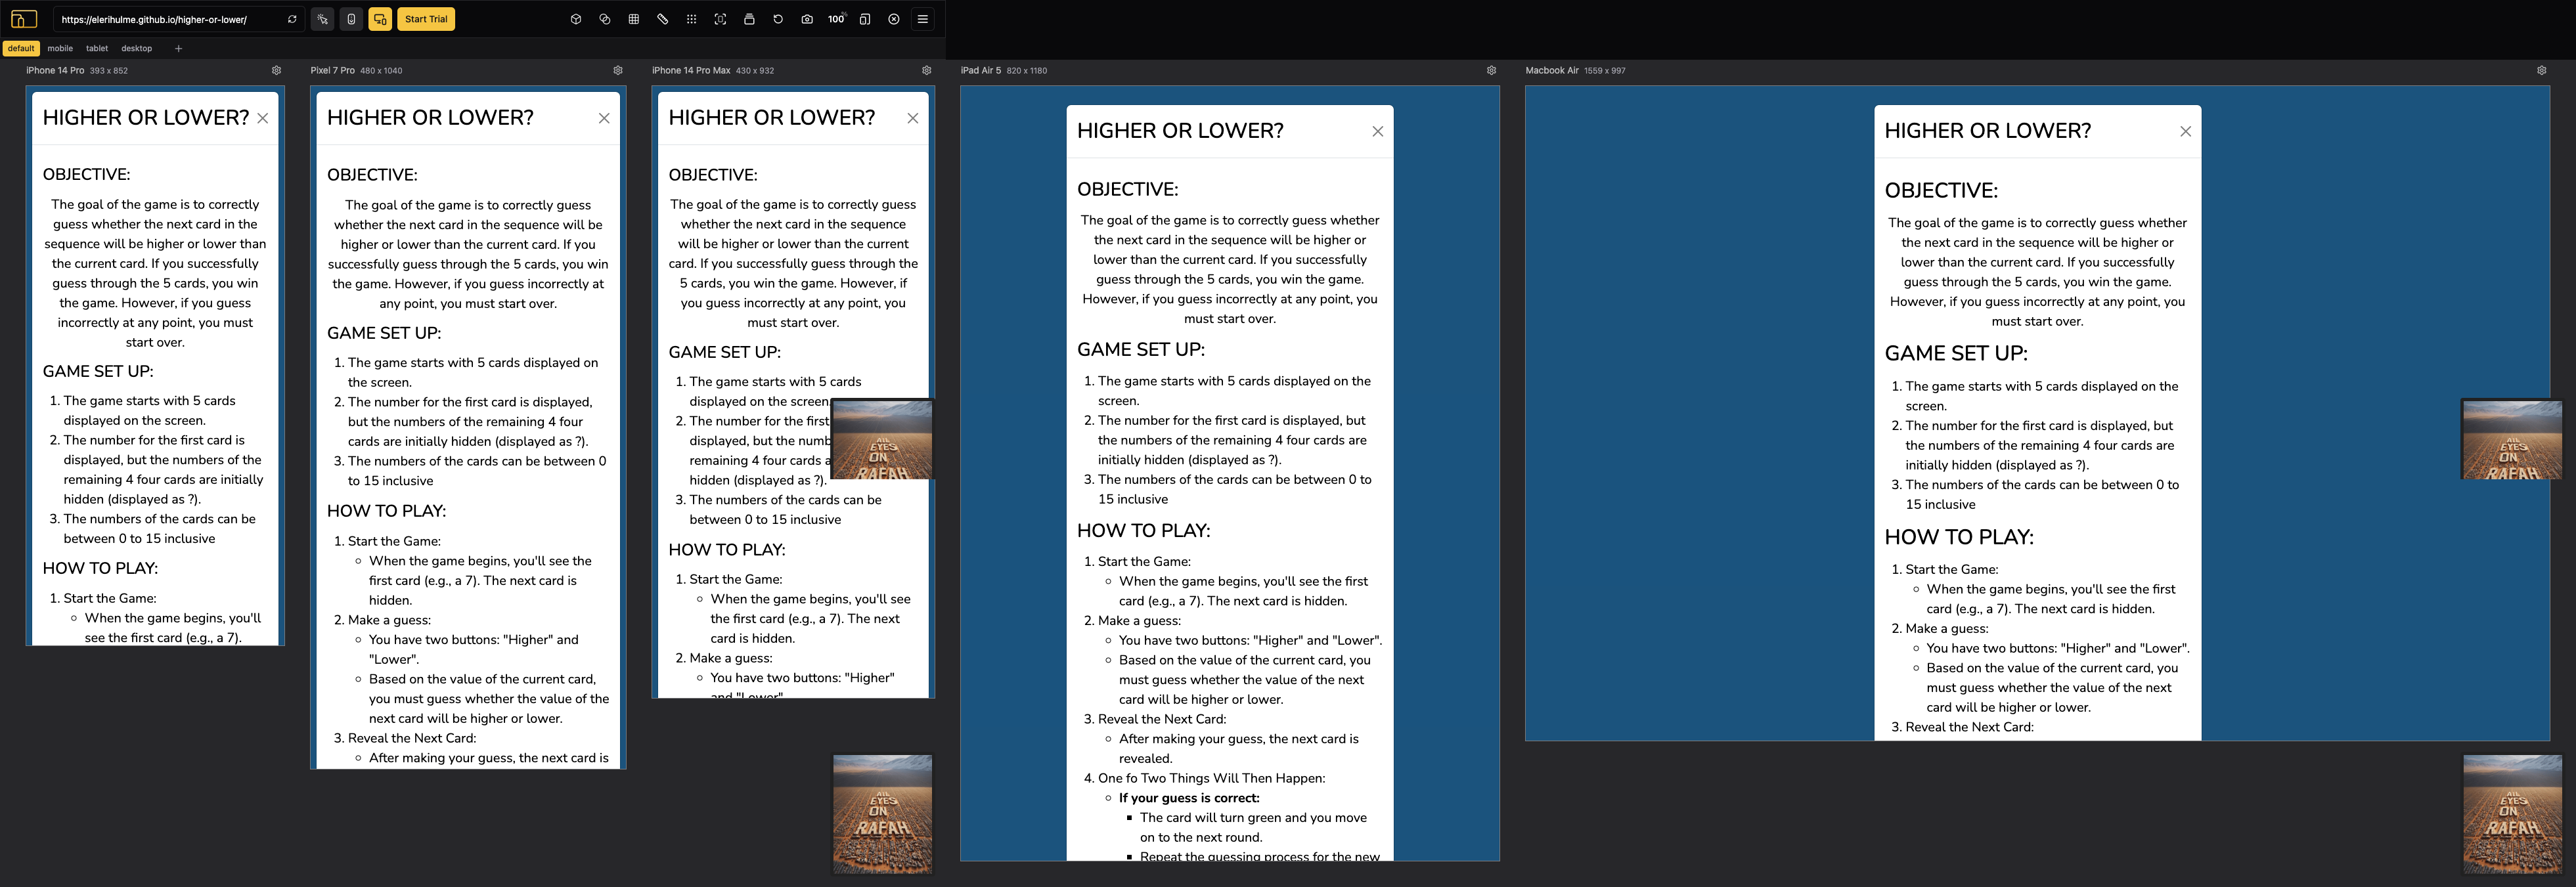 https://elerihulme.github.io/higher-or-lower/
Start Trial
100%
default
mobile
tablet
desktop
+
iPhone 14 Pro 393 x 852
HIGHER OR LOWER?
OBJECTIVE:
The goal of the game is to correctly
guess whether the next card in the
sequence will be higher or lower than
the current card. If you successfully
guess through the 5 cards, you win
the game. However, if you guess
incorrectly at any point, you must
start over.
GAME SET UP:
1. The game starts with 5 cards
displayed on the screen.
2. The number for the first card is
displayed, but the numbers of the
remaining 4 four cards are initially
hidden (displayed as ?).
3. The numbers of the cards can be
between 0 to 15 inclusive
HOW TO PLAY:
1. Start the Game:
When the game begins, you'll
see the first card (e.g., a 7).
Pixel 7 Pro 480 x 1040
HIGHER OR LOWER?
OBJECTIVE:
The goal of the game is to correctly guess
whether the next card in the sequence will be
higher or lower than the current card. If you
successfully guess through the 5 cards, you win
the game. However, if you guess incorrectly at
any point, you must start over.
GAME SET UP:
1. The game starts with 5 cards displayed on
the screen.
2. The number for the first card is displayed,
but the numbers of the remaining 4 four
cards are initially hidden (displayed as ?).
3. The numbers of the cards can be between 0
to 15 inclusive
HOW TO PLAY:
1. Start the Game:
When the game begins, you'll see the
first card (e.g., a 7). The next card is
hidden.
2. Make a guess:
You have two buttons: "Higher" and
"Lower".
Based on the value of the current card,
you must guess whether the value of the
next card will be higher or lower.
3. Reveal the Next Card:
After making your guess, the next card is
iPhone 14 Pro Max 430 x 932
HIGHER OR LOWER?
OBJECTIVE:
The goal of the game is to correctly guess
whether the next card in the sequence
will be higher or lower than the current
card. If you successfully guess through the
5 cards, you win the game. However, if
you guess incorrectly at any point, you
must start over.
GAME SET UP:
1. The game starts with 5 cards
displayed on the screen
2. The number for the first
displayed, but the numb
remaining 4 four cards a
hidden (displayed as ?).
3. The numbers of the cards can be
between 0 to 15 inclusive
HOW TO PLAY:
1. Start the Game:
When the game begins, you'll see
the first card (e.g., a 7). The next
card is hidden.
2. Make a guess:
You have two buttons: "Higher"
and "Lower"
ALL
EYES
ON
RAFAH
ALL
EYES
ON
RAFAH
iPad Air 5 820 x 1180
HIGHER OR LOWER?
OBJECTIVE:
The goal of the game is to correctly guess whether
the next card in the sequence will be higher or
lower than the current card. If you successfully
guess through the 5 cards, you win the game.
However, if you guess incorrectly at any point, you
must start over.
GAME SET UP:
1. The game starts with 5 cards displayed on the
screen.
2. The number for the first card is displayed, but
the numbers of the remaining 4 four cards are
initially hidden (displayed as ?).
3. The numbers of the cards can be between 0 to
15 inclusive
HOW TO PLAY:
1. Start the Game:
When the game begins, you'll see the first
card (e.g., a 7). The next card is hidden.
2. Make a guess:
You have two buttons: "Higher" and "Lower".
Based on the value of the current card, you
must guess whether the value of the next
card will be higher or lower.
3. Reveal the Next Card:
After making your guess, the next card is
revealed.
4. One fo Two Things Will Then Happen:
If your guess is correct:
The card will turn green and you move
on to the next round.
Repeat the guessing process for the new
Macbook Air 1559 x 997
HIGHER OR LOWER?
OBJECTIVE:
The goal of the game is to correctly guess whether
the next card in the sequence will be higher or
lower than the current card. If you successfully
guess through the 5 cards, you win the game.
However, if you guess incorrectly at any point, you
must start over.
GAME SET UP:
1. The game starts with 5 cards displayed on the
screen.
2. The number for the first card is displayed, but
the numbers of the remaining 4 four cards are
initially hidden (displayed as ?).
3. The numbers of the cards can be between 0 to
15 inclusive
HOW TO PLAY:
1. Start the Game:
When the game begins, you'll see the first
card (e.g., a 7). The next card is hidden.
2. Make a guess:
You have two buttons: "Higher" and "Lower".
Based on the value of the current card, you
must guess whether the value of the next
card will be higher or lower.
3. Reveal the Next Card:
ALL
EYES
ON
RAFAH
ALL
EYES
ON
RAFAH